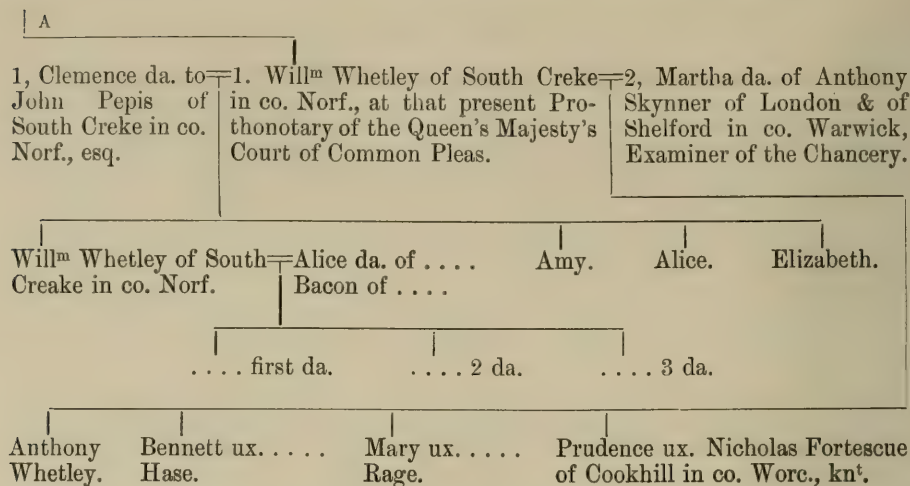 A
1, Clemence da. to
John Pepis of
South Creke in co.
Norf., esq.
1. Willᵐ Whetley of South Creke
in co. Norf., at that present Pro-
thonotary of the Queen's Majesty's
Court of Common Pleas.
2, Martha da. of Anthony
Skynner of London & of
Shelford in co. Warwick,
Examiner of the Chancery.
Willᵐ Whetley of South
Creake in co. Norf.
Alice da. of . . . .
Bacon of . . . .
Amy.
Alice.
Elizabeth.
. . . . first da.
. . . . 2 da.
. . . . 3 da.
Anthony
Whetley.
Bennett ux. . . . .
Hase.
Mary ux. . . . .
Rage.
Prudence ux. Nicholas Fortescue
of Cookhill in co. Worc., knᵗ.